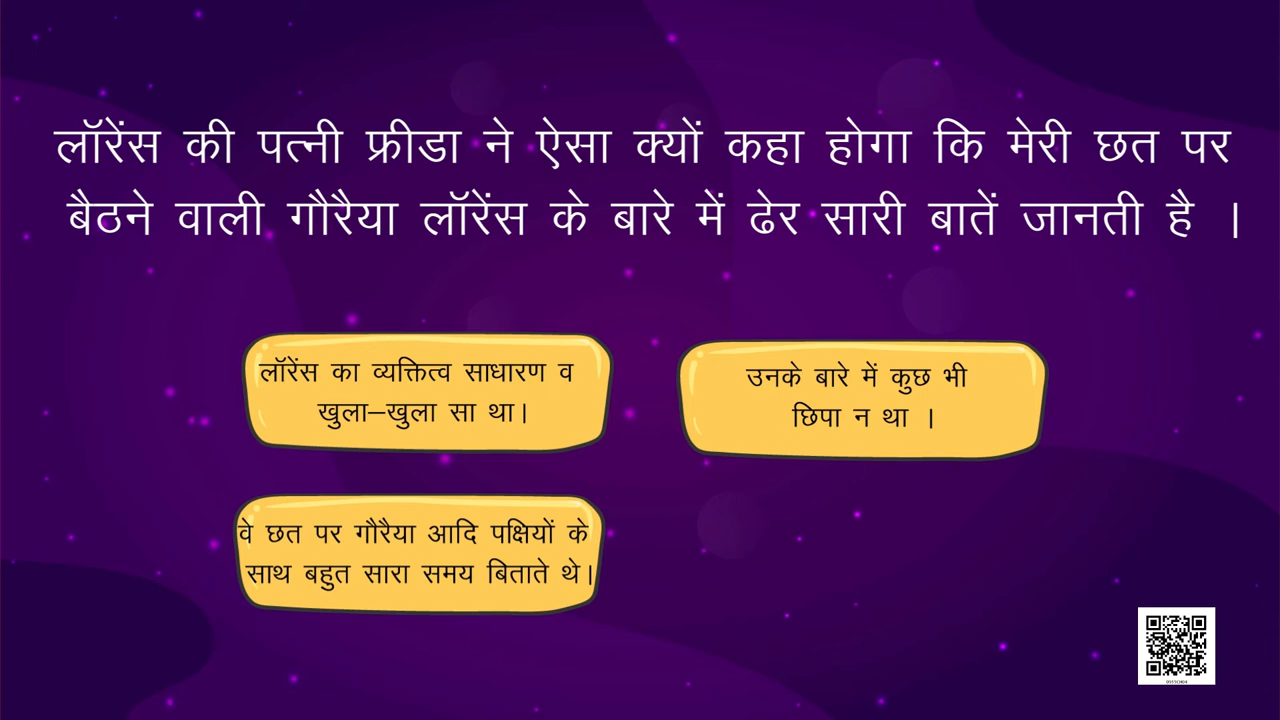 लॉरेंस की पत्नी फ्रीडा ने ऐसा क्यों कहा होगा कि मेरी छत पर
बैठने वाली गौरैया लॉरेंस के बारे में ढेर सारी बातें जानती है ।
लॉरेंस का व्यक्तित्व साधारण व
खुला–खुला सा था।
उनके बारे में कुछ भी
छिपा न था ।
वे छत पर गौरैया आदि पक्षियों के
साथ बहुत सारा समय बिताते थे।